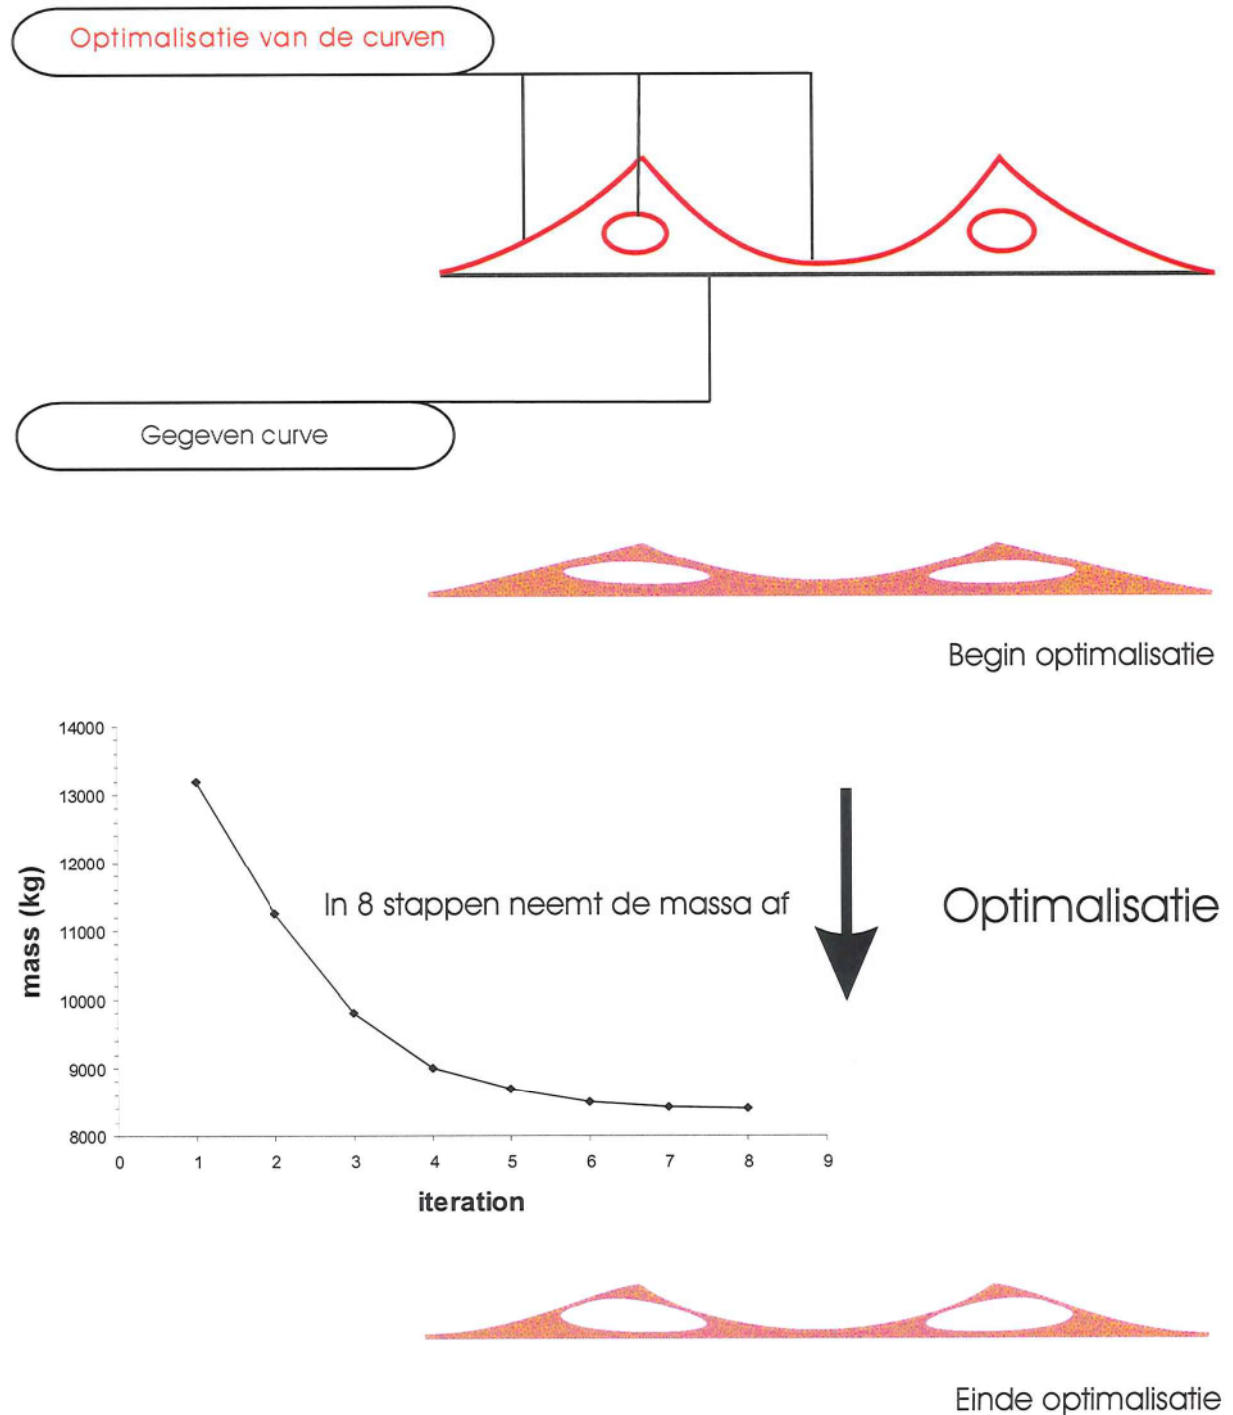 Optimalisatie van de curven
Gegeven curve
Begin optimalisatie
14000
13000
12000
11000
10000
9000
8000
mass (kg)
In 8 stappen neemt de massa af
Optimalisatie
0 1 2 3 4 5 6 7 8 9
iteration
Einde optimalisatie